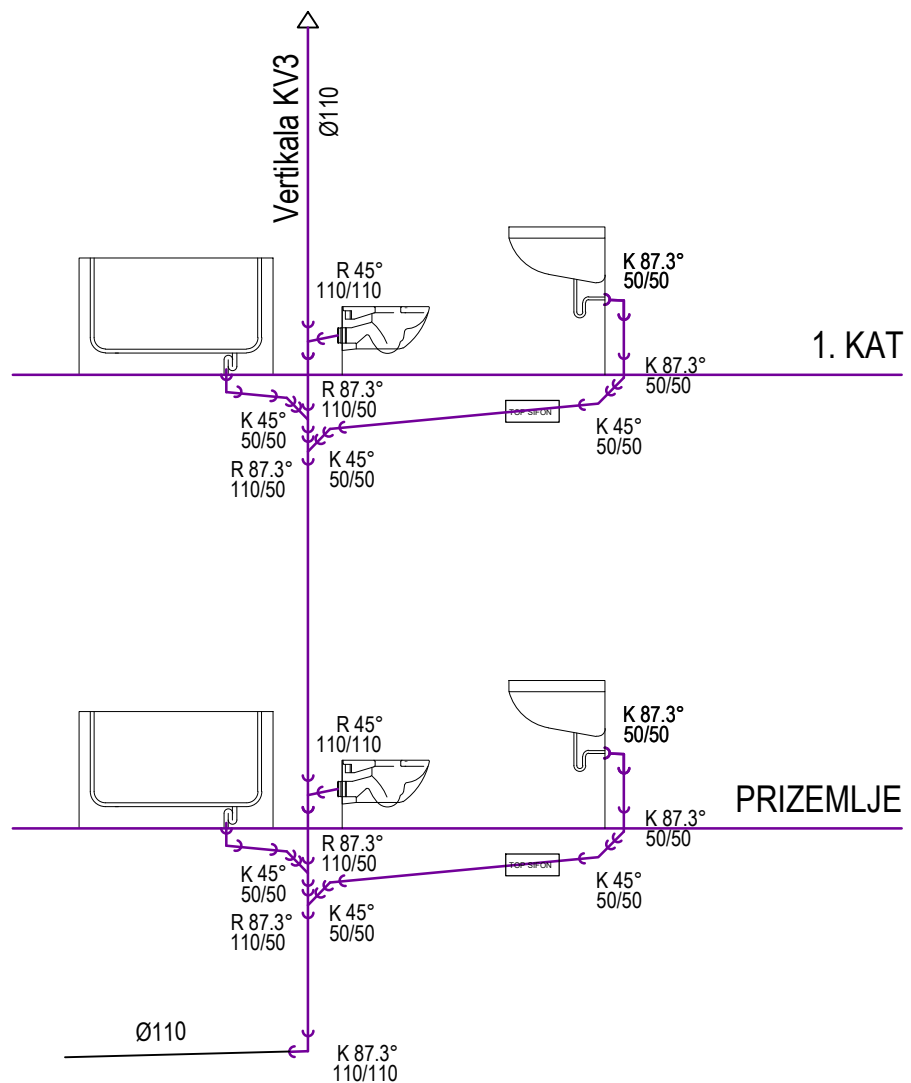 Vertikala KV3
Ø110
R 45°
110/110
K 87.3°
50/50
1. KAT
R 87.3°
110/50
K 87.3°
50/50
TOP SIFON
K 45°
50/50
K 45°
50/50
R 87.3°
110/50
K 45°
50/50
R 45°
110/110
K 87.3°
50/50
PRIZEMLJE
R 87.3°
110/50
K 87.3°
50/50
TOP SIFON
K 45°
50/50
K 45°
50/50
R 87.3°
110/50
K 45°
50/50
Ø110
K 87.3°
110/110